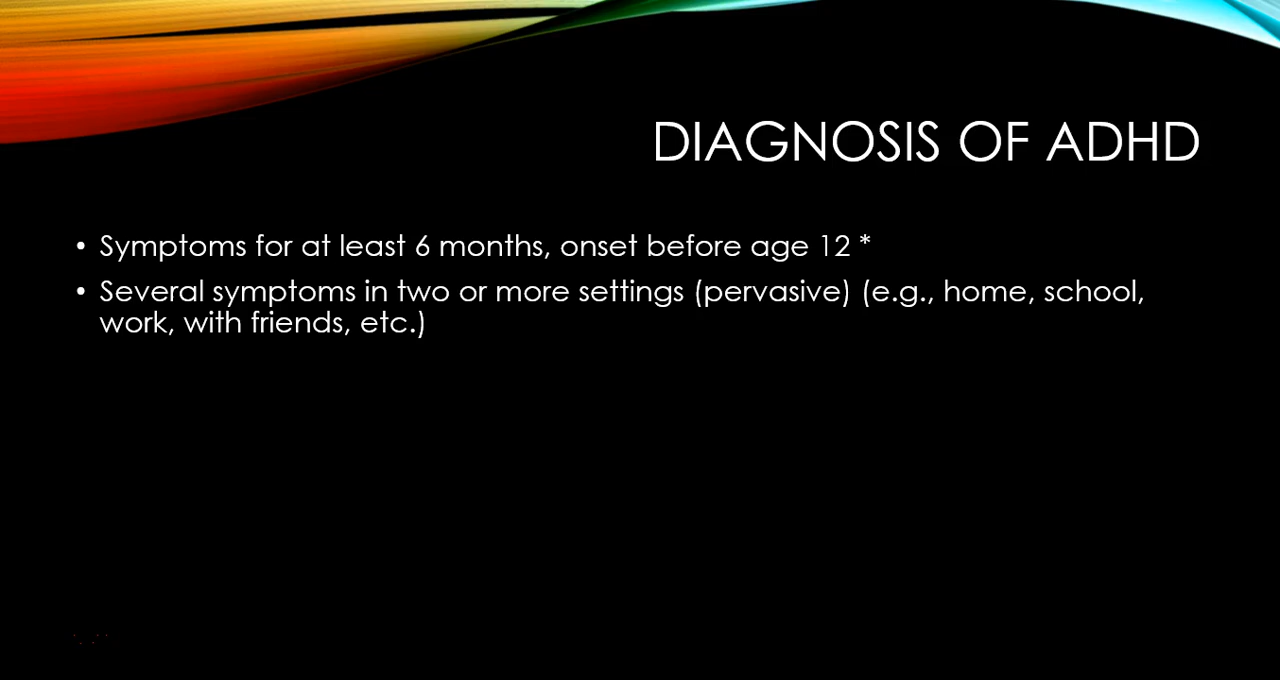 DIAGNOSIS OF ADHD
• Symptoms for at least 6 months, onset before age 12 *
• Several symptoms in two or more settings (pervasive) (e.g., home, school,
work, with friends, etc.)